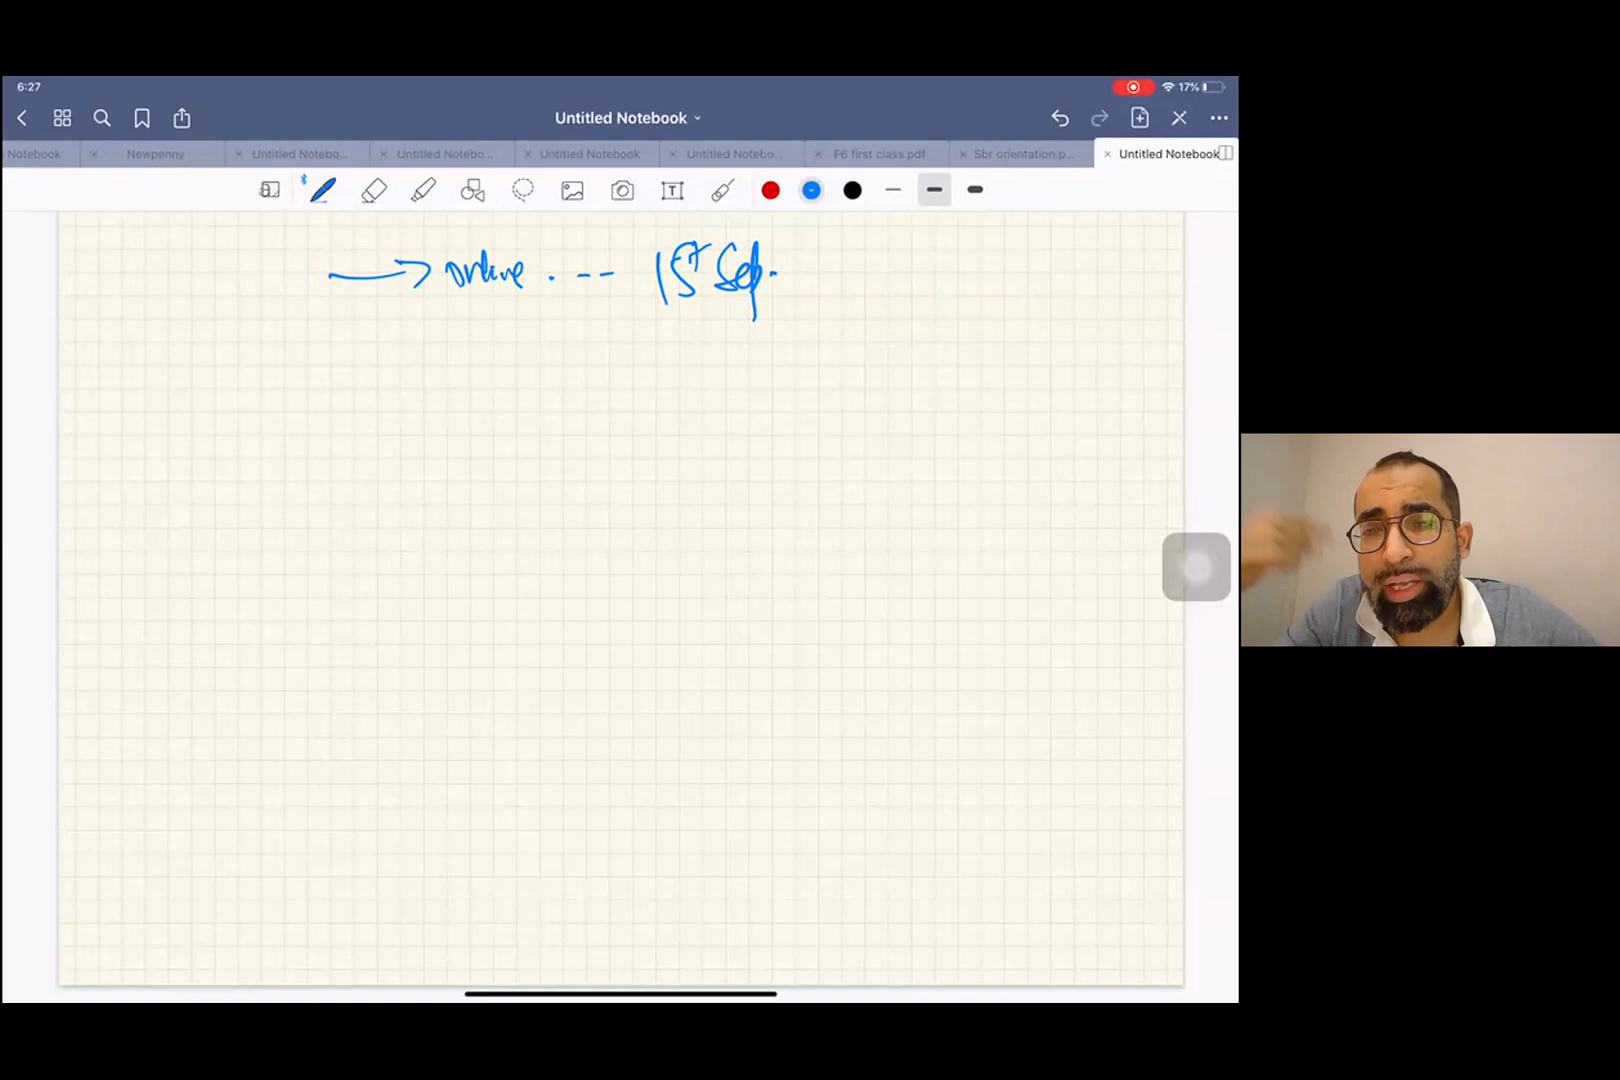 6:27
17%
Untitled Notebook
Notebook
Newpenny
Untitled Notebo...
Untitled Notebo...
Untitled Notebook
Untitled Notebo...
F6 first class.pdf
Sbr orientation.p...
Untitled Notebook
T
→ online . -- 1st Sep.